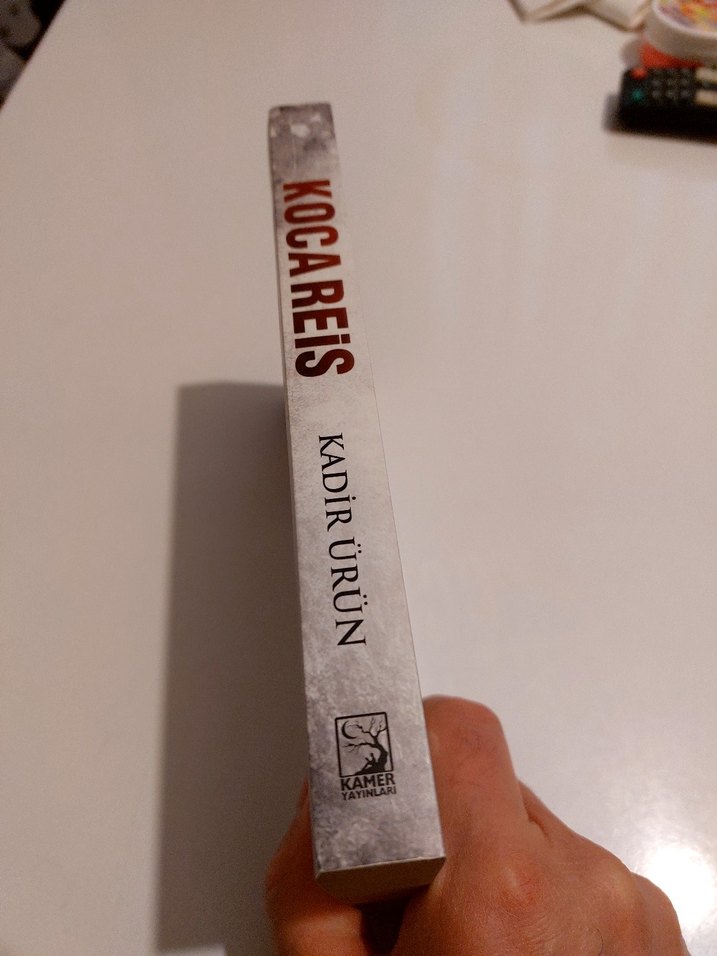 KOCA REİS
KADİR ÜRÜN
KAMER
YAYINLARI